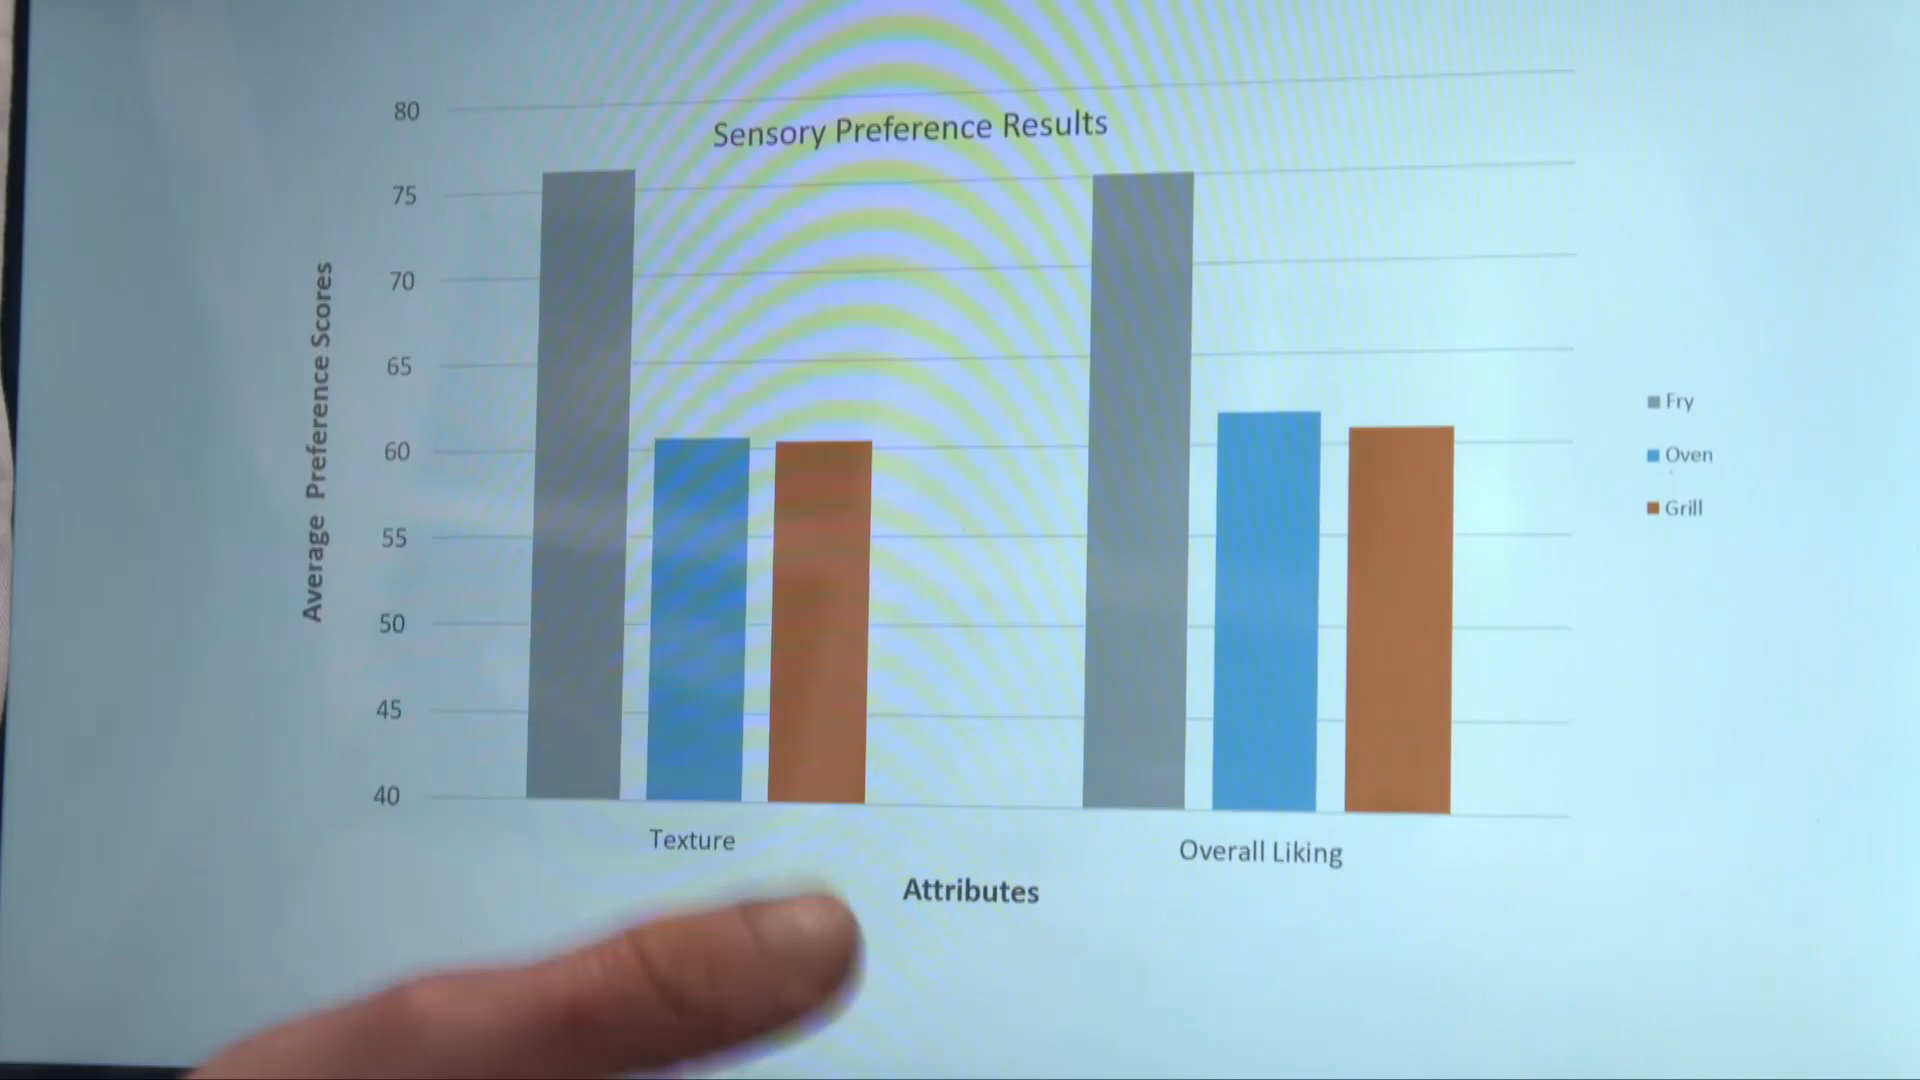 Sensory Preference Results
80
75
70
65
60
55
50
45
40
Average Preference Scores
Texture
Overall Liking
Attributes
Fry
Oven
Grill